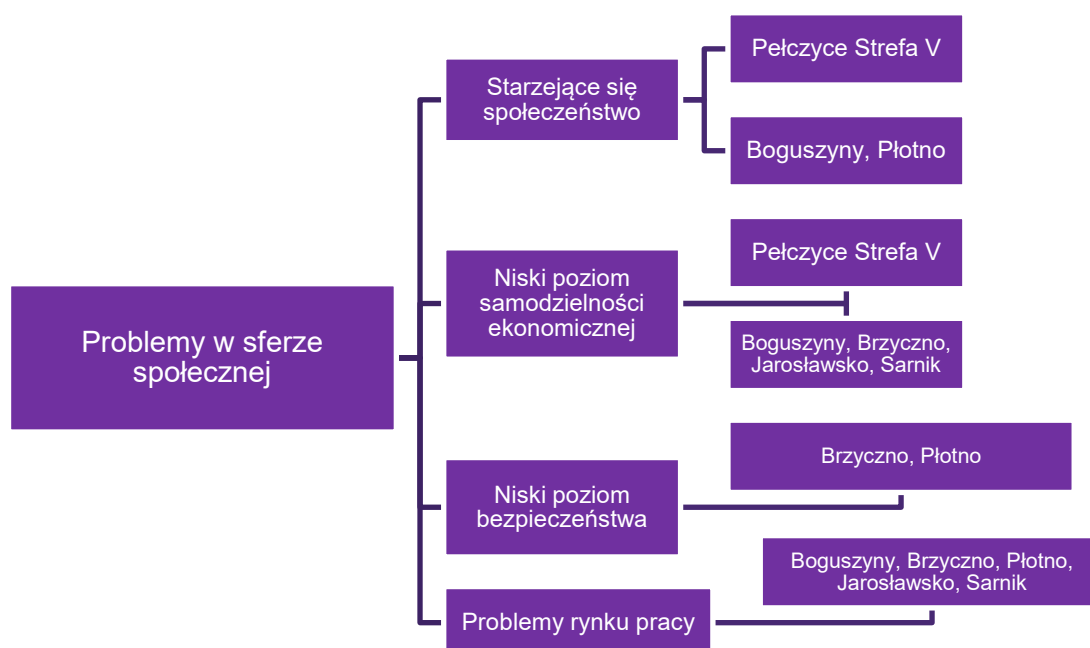 Problemy w sferze
społecznej
Starzejące się
społeczeństwo
Pełczyce Strefa V
Boguszyny, Płotno
Niski poziom
samodzielności
ekonomicznej
Pełczyce Strefa V
Boguszyny, Brzyczno,
Jarosławsko, Sarnik
Niski poziom
bezpieczeństwa
Brzyczno, Płotno
Problemy rynku pracy
Boguszyny, Brzyczno, Płotno,
Jarosławsko, Sarnik